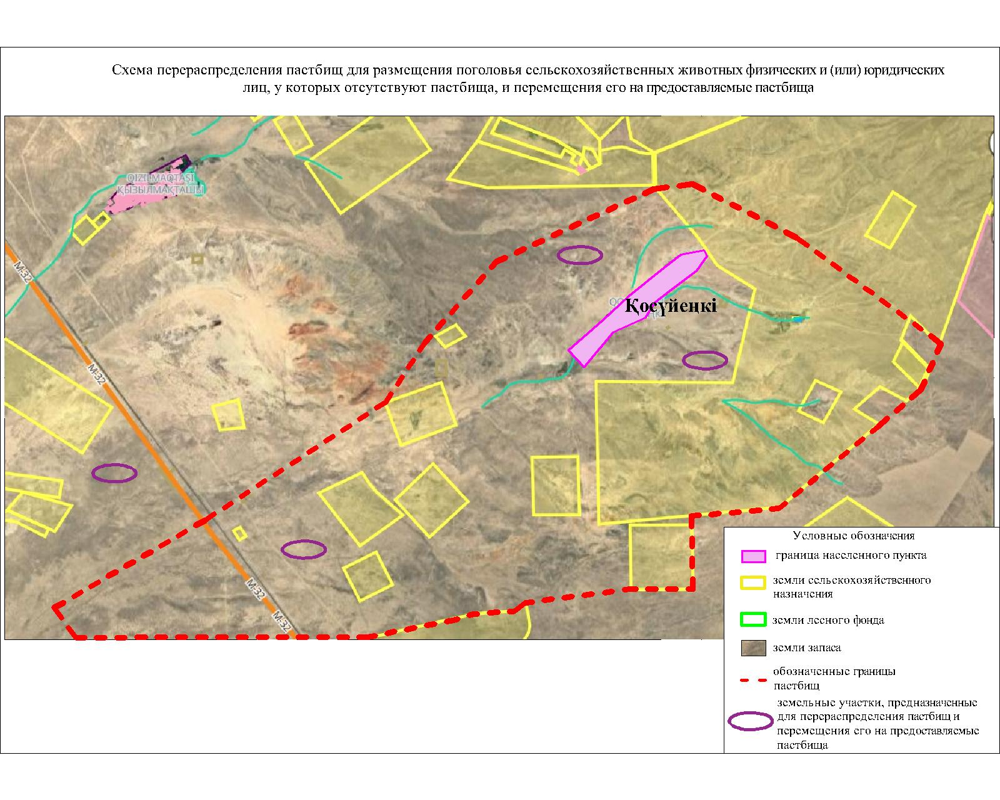 Схема перераспределения пастбищ для размещения поголовья сельскохозяйственных животных физических и (или) юридических
лиц, у которых отсутствуют пастбища, и перемещения его на предоставляемые пастбища
QIZILMAQTASI
ҚЫЗЫЛМАҚТАШЫ
M-32
Қосүйеңкі
M-32
M-32
M-32
Условные обозначения
граница населенного пункта
земли сельскохозяйственного
назначения
земли лесного фонда
земли запаса
обозначенные границы
пастбищ
земельные участки, предназначенные
для перераспределения пастбищ и
перемещения его на предоставляемые
пастбища